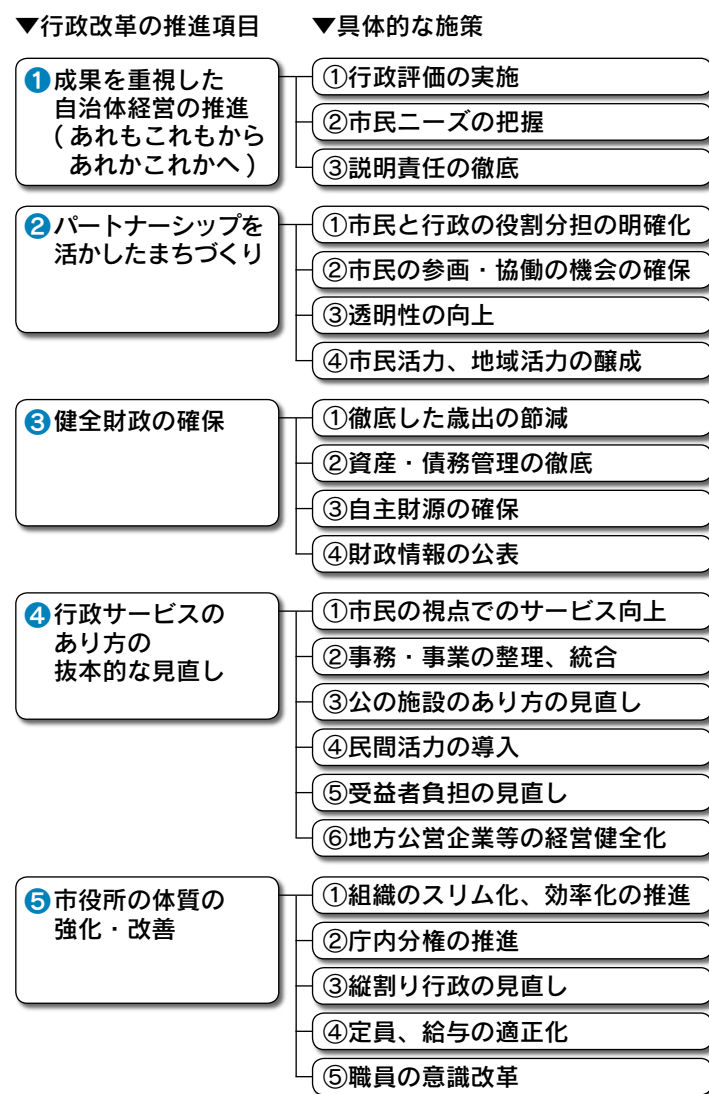 ▼行政改革の推進項目
▼具体的な施策
❶成果を重視した
自治体経営の推進
(あれもこれもから
あれかこれかへ)
①行政評価の実施
②市民ニーズの把握
③説明責任の徹底
❷パートナーシップを
活かしたまちづくり
①市民と行政の役割分担の明確化
②市民の参画・協働の機会の確保
③透明性の向上
④市民活力、地域活力の醸成
❸健全財政の確保
①徹底した歳出の節減
②資産・債務管理の徹底
③自主財源の確保
④財政情報の公表
❹行政サービスの
あり方の
抜本的な見直し
①市民の視点でのサービス向上
②事務・事業の整理、統合
③公の施設のあり方の見直し
④民間活力の導入
⑤受益者負担の見直し
⑥地方公営企業等の経営健全化
❺市役所の体質の
強化・改善
①組織のスリム化、効率化の推進
②庁内分権の推進
③縦割り行政の見直し
④定員、給与の適正化
⑤職員の意識改革